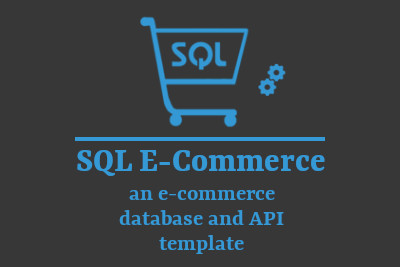 SQL
SQL E-Commerce
an e-commerce
database and API
template